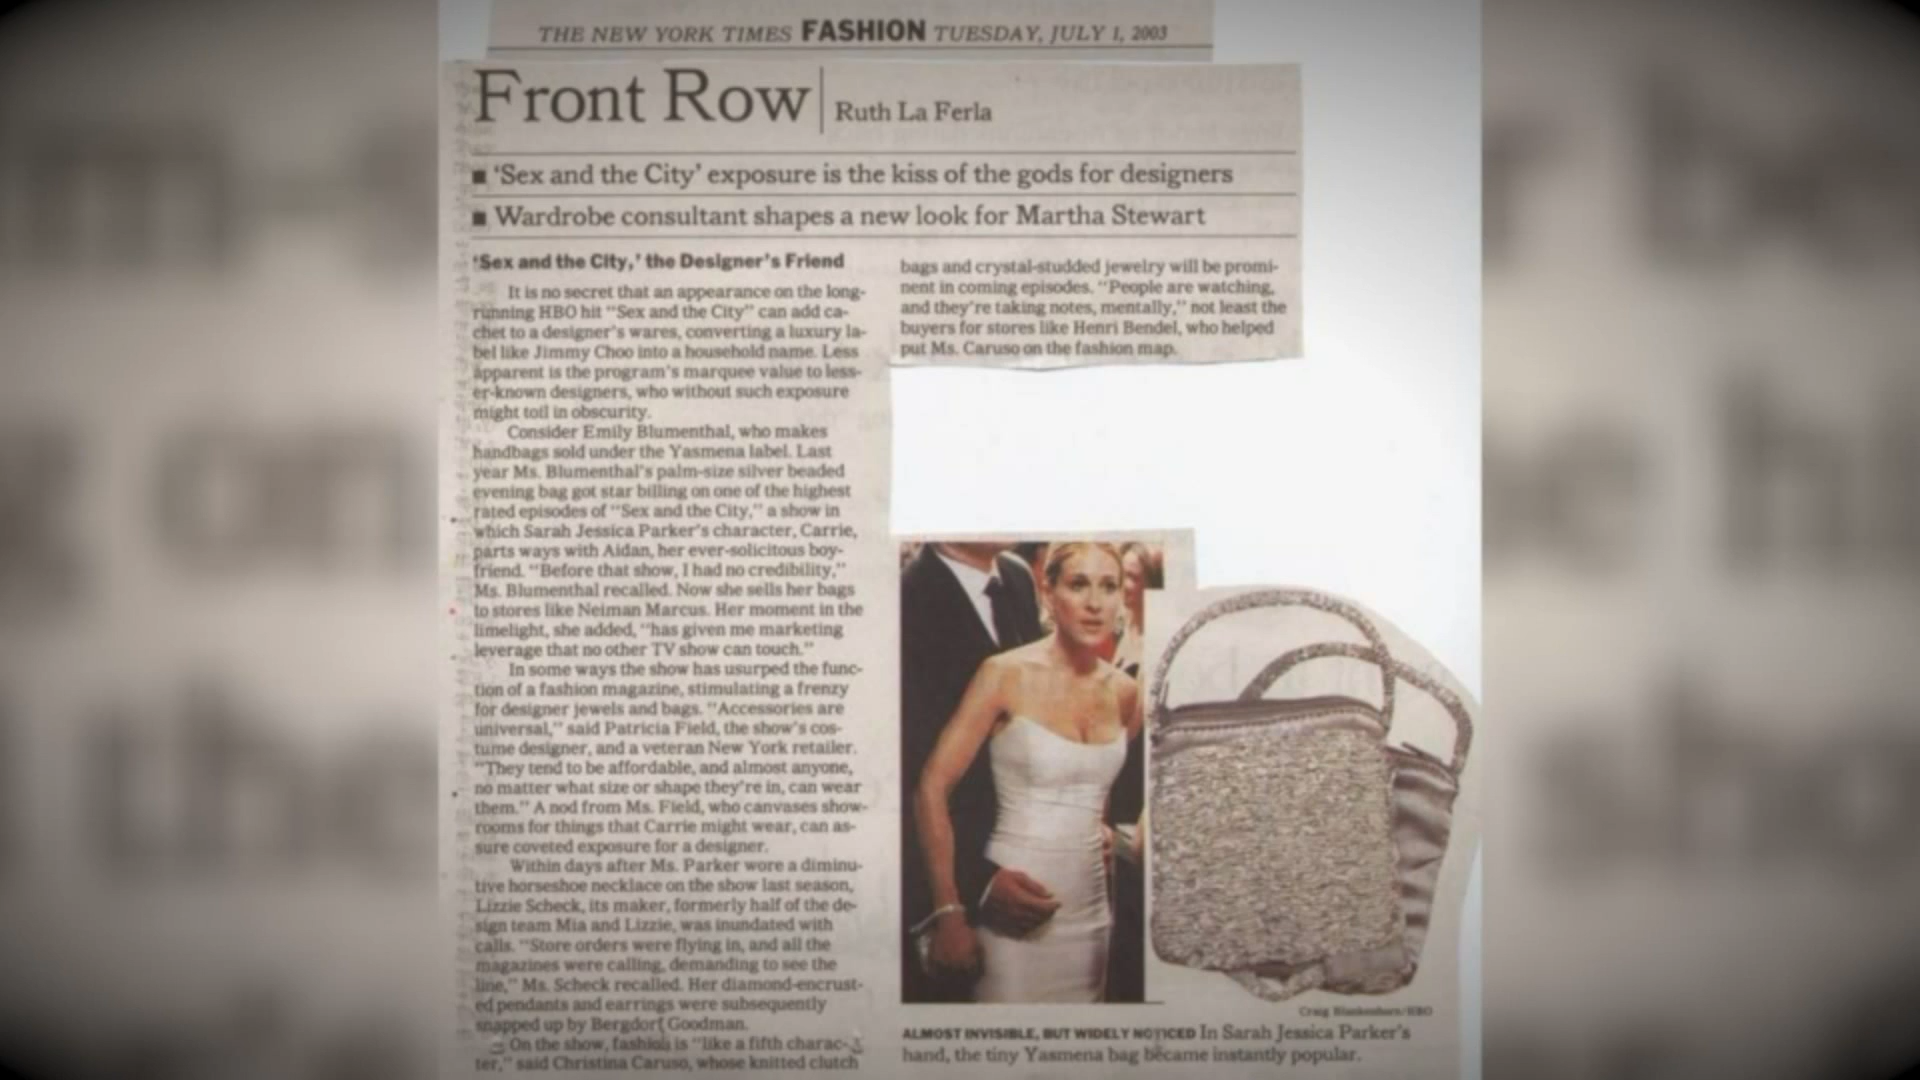 THE NEW YORK TIMES FASHION TUESDAY, JULY 1, 2003
Front Row
Ruth La Ferla
■ 'Sex and the City' exposure is the kiss of the gods for designers
■ Wardrobe consultant shapes a new look for Martha Stewart
'Sex and the City,' the Designer's Friend
It is no secret that an appearance on the long-
running HBO hit "Sex and the City" can add ca-
chet to a designer's wares, converting a luxury la-
bel like Jimmy Choo into a household name. Less
apparent is the program's marquee value to less-
er-known designers, who without such exposure
might toil in obscurity.
Consider Emily Blumenthal, who makes
handbags sold under the Yasmena label. Last
year Ms. Blumenthal's palm-size silver beaded
evening bag got star billing on one of the highest
rated episodes of "Sex and the City," a show in
which Sarah Jessica Parker's character, Carrie,
parts ways with Aidan, her ever-solicitous boy-
friend. "Before that show, I had no credibility,"
Ms. Blumenthal recalled. Now she sells her bags
to stores like Neiman Marcus. Her moment in the
limelight, she added, "has given me marketing
leverage that no other TV show can touch."
In some ways the show has usurped the func-
tion of a fashion magazine, stimulating a frenzy
for designer jewels and bags. "Accessories are
universal," said Patricia Field, the show's cos-
tume designer, and a veteran New York retailer.
"They tend to be affordable, and almost anyone,
no matter what size or shape they're in, can wear
them." A nod from Ms. Field, who canvases show-
rooms for things that Carrie might wear, can as-
sure coveted exposure for a designer.
Within days after Ms. Parker wore a diminu-
tive horseshoe necklace on the show last season,
Lizzie Scheck, its maker, formerly half of the de-
sign team Mia and Lizzie, was inundated with
calls. "Store orders were flying in, and all the
magazines were calling, demanding to see the
line," Ms. Scheck recalled. Her diamond-encrust-
ed pendants and earrings were subsequently
snapped up by Bergdorf Goodman.
On the show, fashion is "like a fifth charac-
ter," said Christina Caruso, whose knitted clutch
bags and crystal-studded jewelry will be promi-
nent in coming episodes. "People are watching,
and they're taking notes, mentally," not least the
buyers for stores like Henri Bendel, who helped
put Ms. Caruso on the fashion map.
Craig Blankenhorn/HBO
ALMOST INVISIBLE, BUT WIDELY NOTICED In Sarah Jessica Parker's
hand, the tiny Yasmena bag became instantly popular.